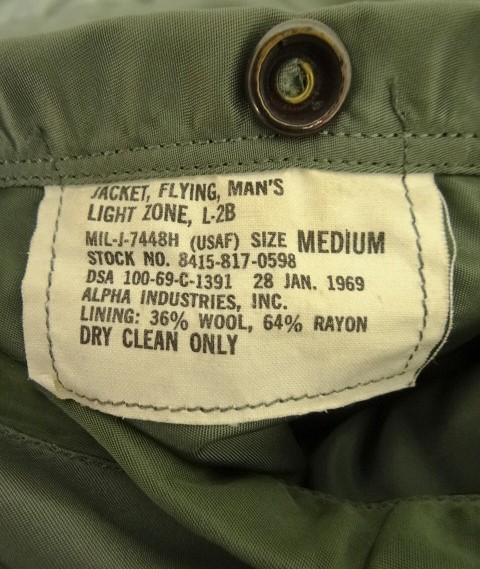 JACKET, FLYING, MAN'S
LIGHT ZONE, L-2B
MIL-J-7448H (USAF) SIZE MEDIUM
STOCK NO. 8415-817-0598
DSA 100-69-C-1391 28 JAN. 1969
ALPHA INDUSTRIES, INC.
LINING: 36% WOOL, 64% RAYON
DRY CLEAN ONLY